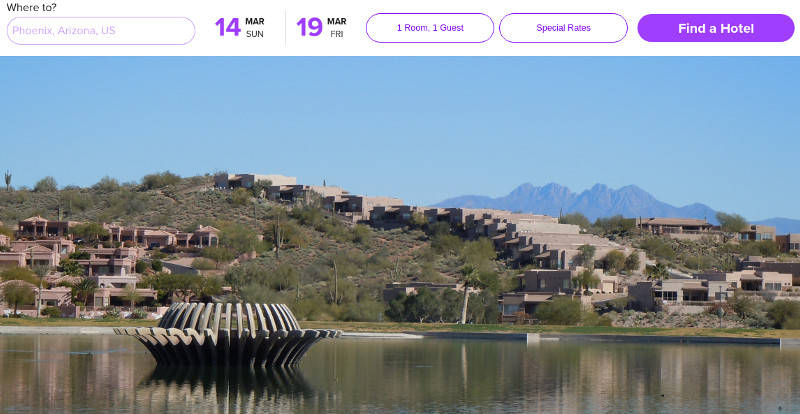 Where to?
Phoenix, Arizona, US
14 MAR SUN
19 MAR FRI
1 Room, 1 Guest
Special Rates
Find a Hotel